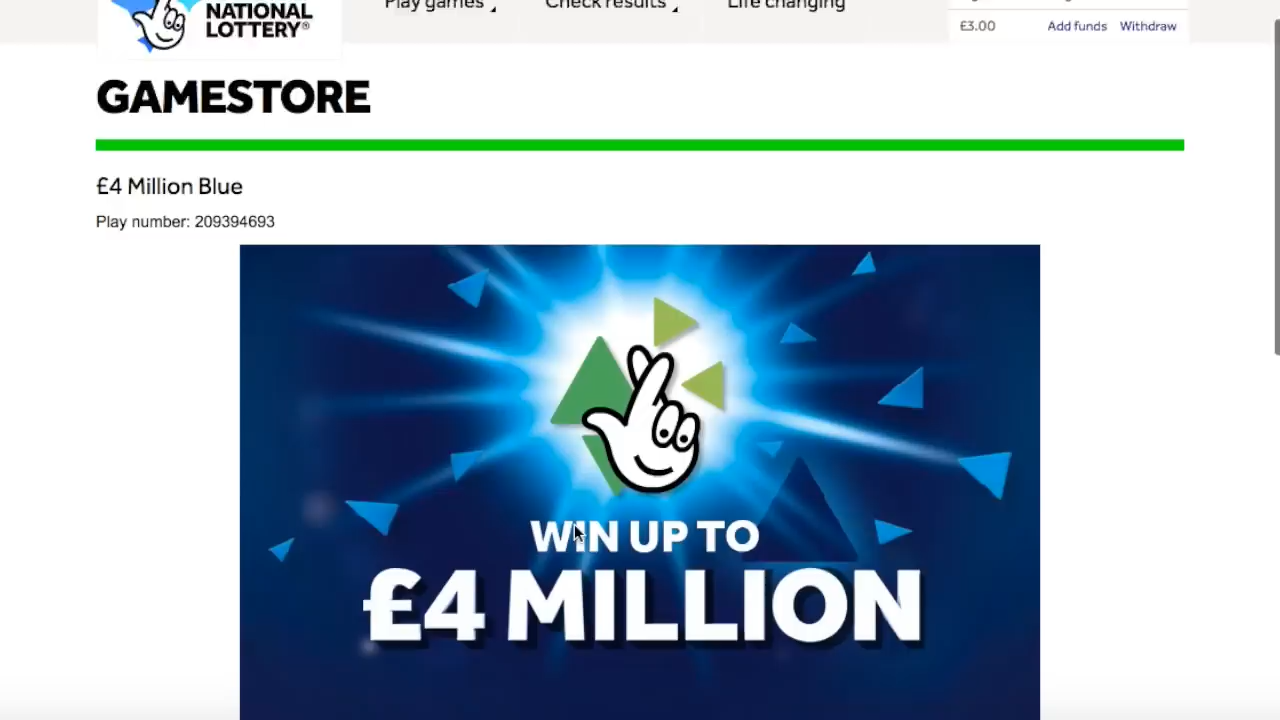 NATIONAL
LOTTERY®
Play games
Check results
Life changing
£3.00
Add funds
Withdraw
GAMESTORE
£4 Million Blue
Play number: 209394693
WIN UP TO
£4 MILLION